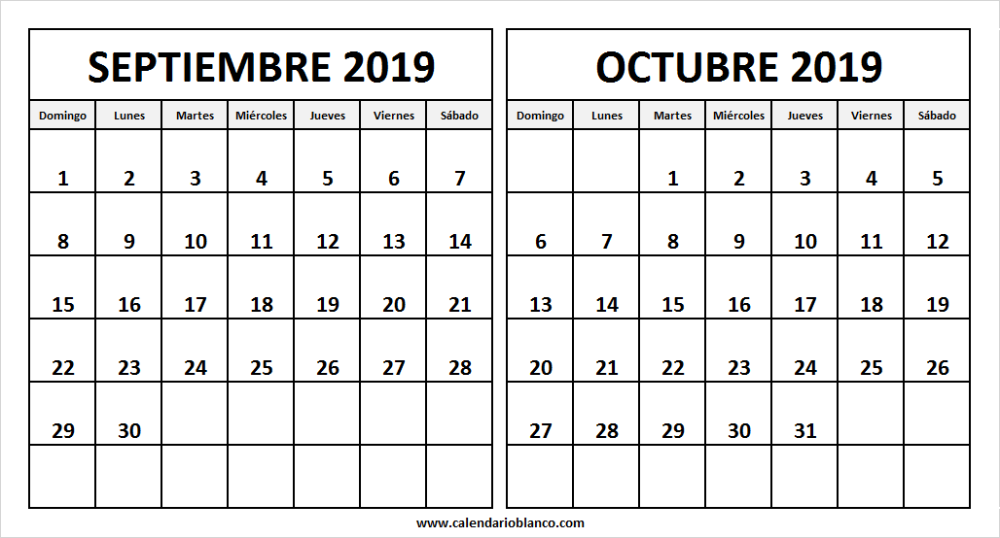 SEPTIEMBRE 2019
Domingo Lunes Martes Miércoles Jueves Viernes Sábado
1 2 3 4 5 6 7
8 9 10 11 12 13 14
15 16 17 18 19 20 21
22 23 24 25 26 27 28
29 30
OCTUBRE 2019
Domingo Lunes Martes Miércoles Jueves Viernes Sábado
1 2 3 4 5
6 7 8 9 10 11 12
13 14 15 16 17 18 19
20 21 22 23 24 25 26
27 28 29 30 31
www.calendarioblanco.com